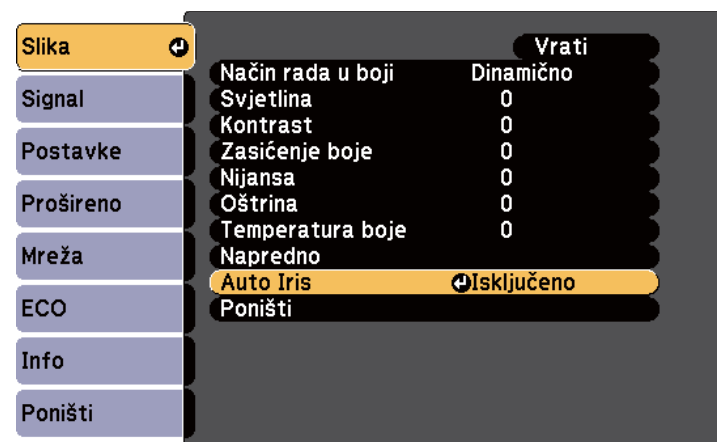 Slika
Signal
Postavke
Prošireno
Mreža
ECO
Info
Poništi
Vrati
Način rada u boji Dinamično
Svjetlina 0
Kontrast 0
Zasićenje boje 0
Nijansa 0
Oštrina 0
Temperatura boje 0
Napredno
Auto Iris Isključeno
Poništi